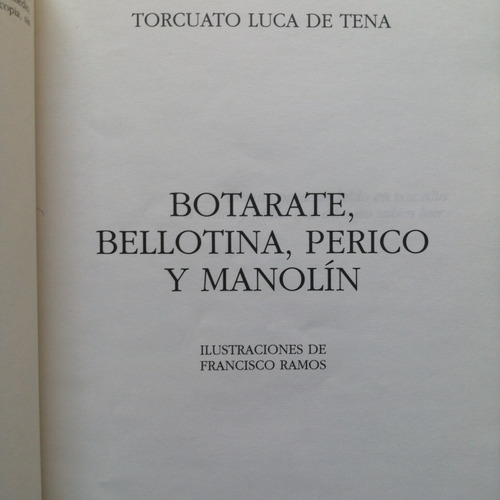 TORCUATO LUCA DE TENA
BOTARATE,
BELLOTINA, PERICO
Y MANOLÍN
ILUSTRACIONES DE
FRANCISCO RAMOS